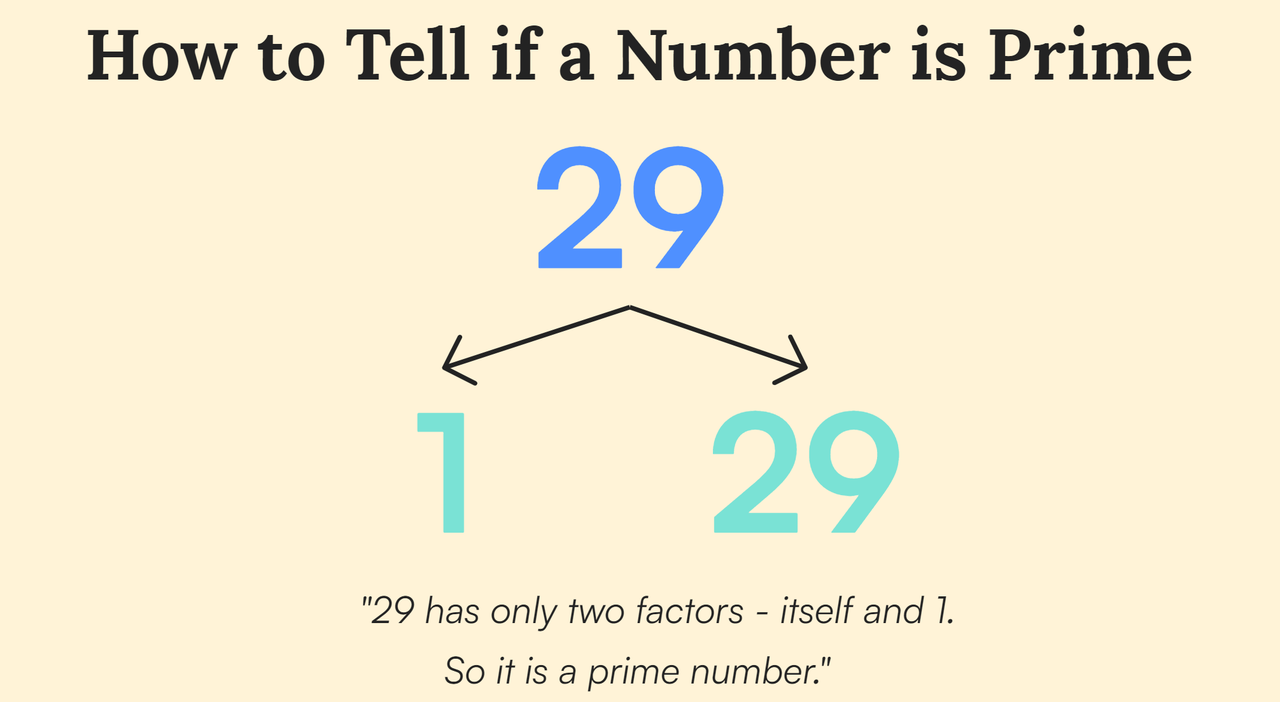 How to Tell if a Number is Prime
29
1 29
"29 has only two factors - itself and 1.
So it is a prime number."